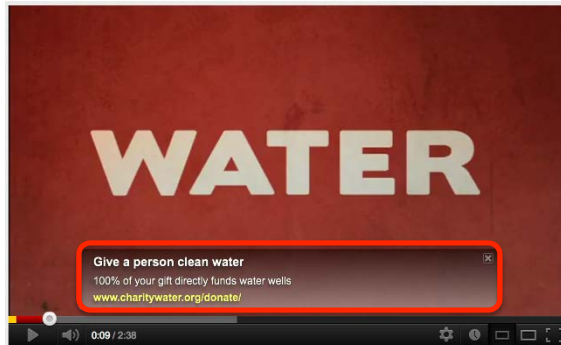 WATER
Give a person clean water
100% of your gift directly funds water wells
www.charitywater.org/donate/
0:09 / 2:38